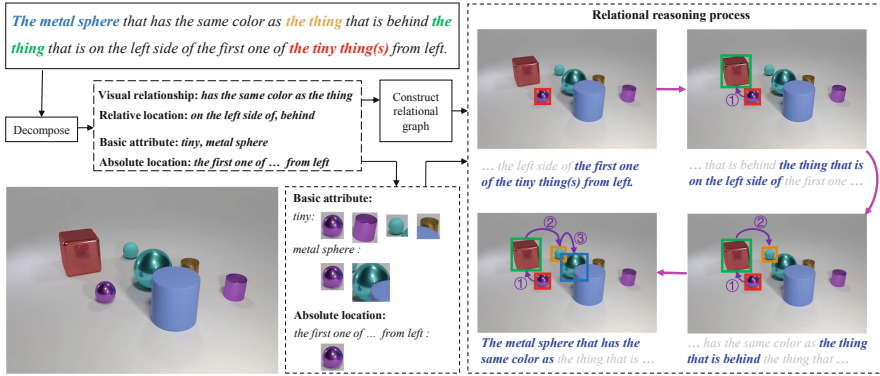 The metal sphere that has the same color as the thing that is behind the
thing that is on the left side of the first one of the tiny thing(s) from left.
Decompose
Visual relationship: has the same color as the thing
Relative location: on the left side of, behind
Basic attribute: tiny, metal sphere
Absolute location: the first one of … from left
Construct
relational
graph
Basic attribute:
tiny:
metal sphere :
Absolute location:
the first one of … from left :
Relational reasoning process
①
… the left side of the first one
of the tiny thing(s) from left.
… that is behind the thing that is
on the left side of the first one …
② ③
①
The metal sphere that has the
same color as the thing that is …
②
①
… has the same color as the thing
that is behind the thing that …